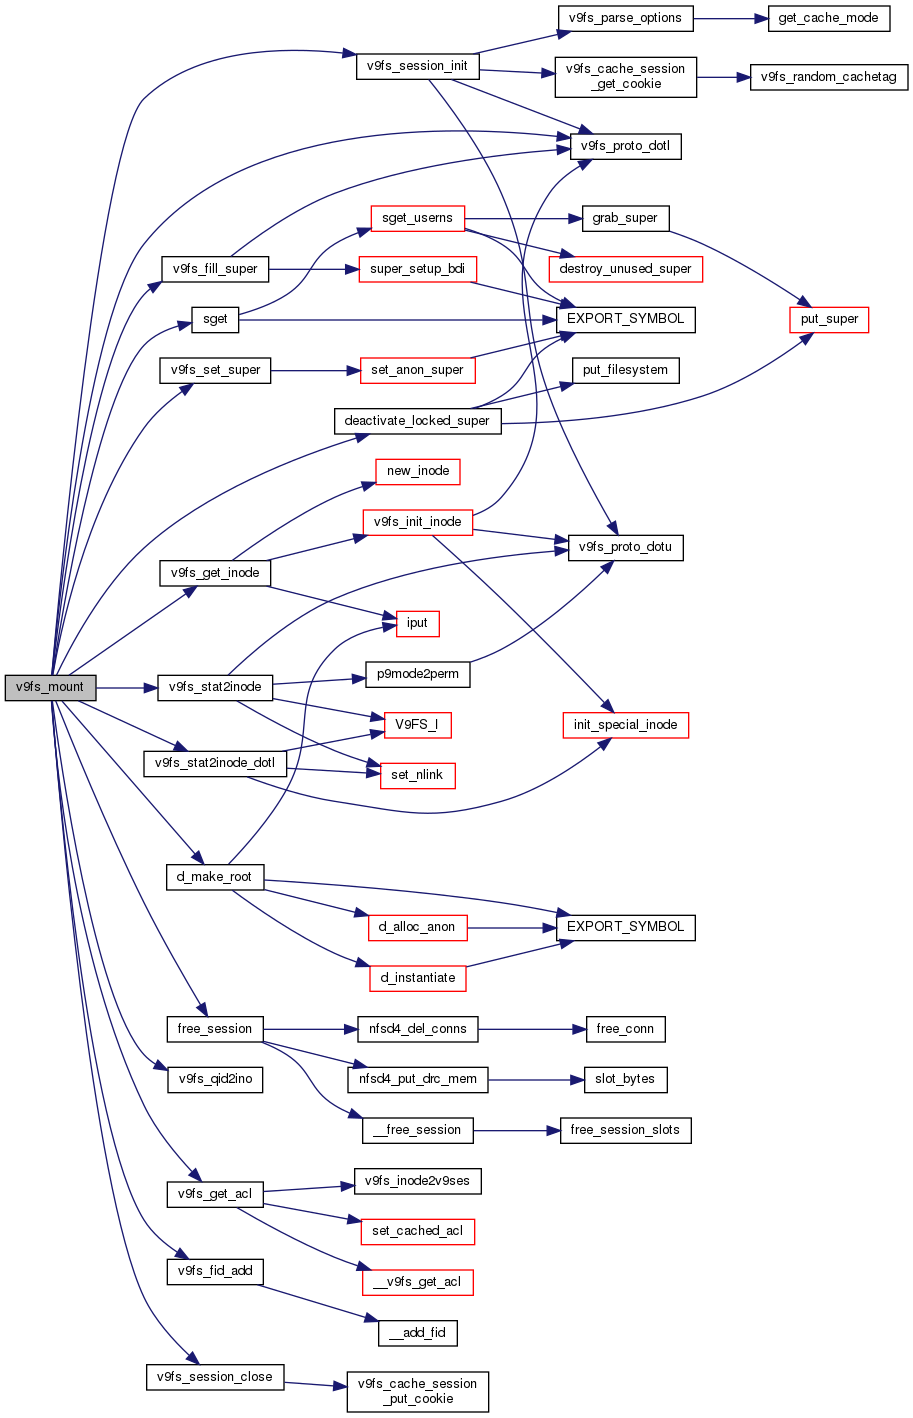 v9fs_parse_options
get_cache_mode
v9fs_session_init
v9fs_cache_session
_get_cookie
v9fs_random_cachetag
v9fs_proto_dotl
sget_userns
grab_super
v9fs_fill_super
super_setup_bdi
destroy_unused_super
sget
EXPORT_SYMBOL
put_super
v9fs_set_super
set_anon_super
put_filesystem
deactivate_locked_super
new_inode
v9fs_init_inode
v9fs_proto_dotu
v9fs_get_inode
iput
v9fs_mount
v9fs_stat2inode
p9mode2perm
V9FS_I
init_special_inode
v9fs_stat2inode_dotl
set_nlink
d_make_root
d_alloc_anon
EXPORT_SYMBOL
d_instantiate
free_session
nfsd4_del_conns
free_conn
v9fs_qid2ino
nfsd4_put_drc_mem
slot_bytes
__free_session
free_session_slots
v9fs_get_acl
v9fs_inode2v9ses
set_cached_acl
v9fs_fid_add
__v9fs_get_acl
__add_fid
v9fs_session_close
v9fs_cache_session
_put_cookie